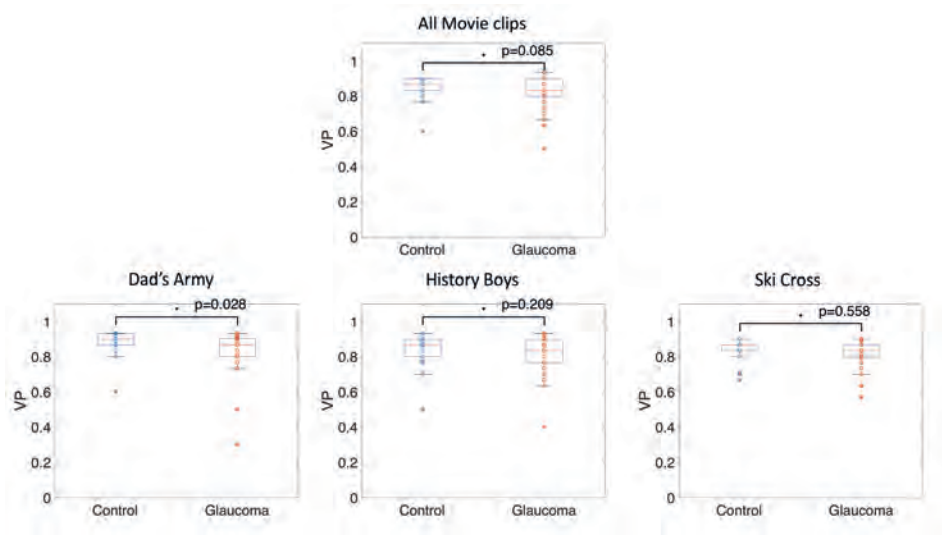 All Movie clips
* p=0.085
1
0.8
0.6
0.4
0.2
0
VP
Control Glaucoma
Dad's Army
* p=0.028
1
0.8
0.6
0.4
0.2
0
VP
Control Glaucoma
History Boys
* p=0.209
1
0.8
0.6
0.4
0.2
0
VP
Control Glaucoma
Ski Cross
* p=0.558
1
0.8
0.6
0.4
0.2
0
VP
Control Glaucoma